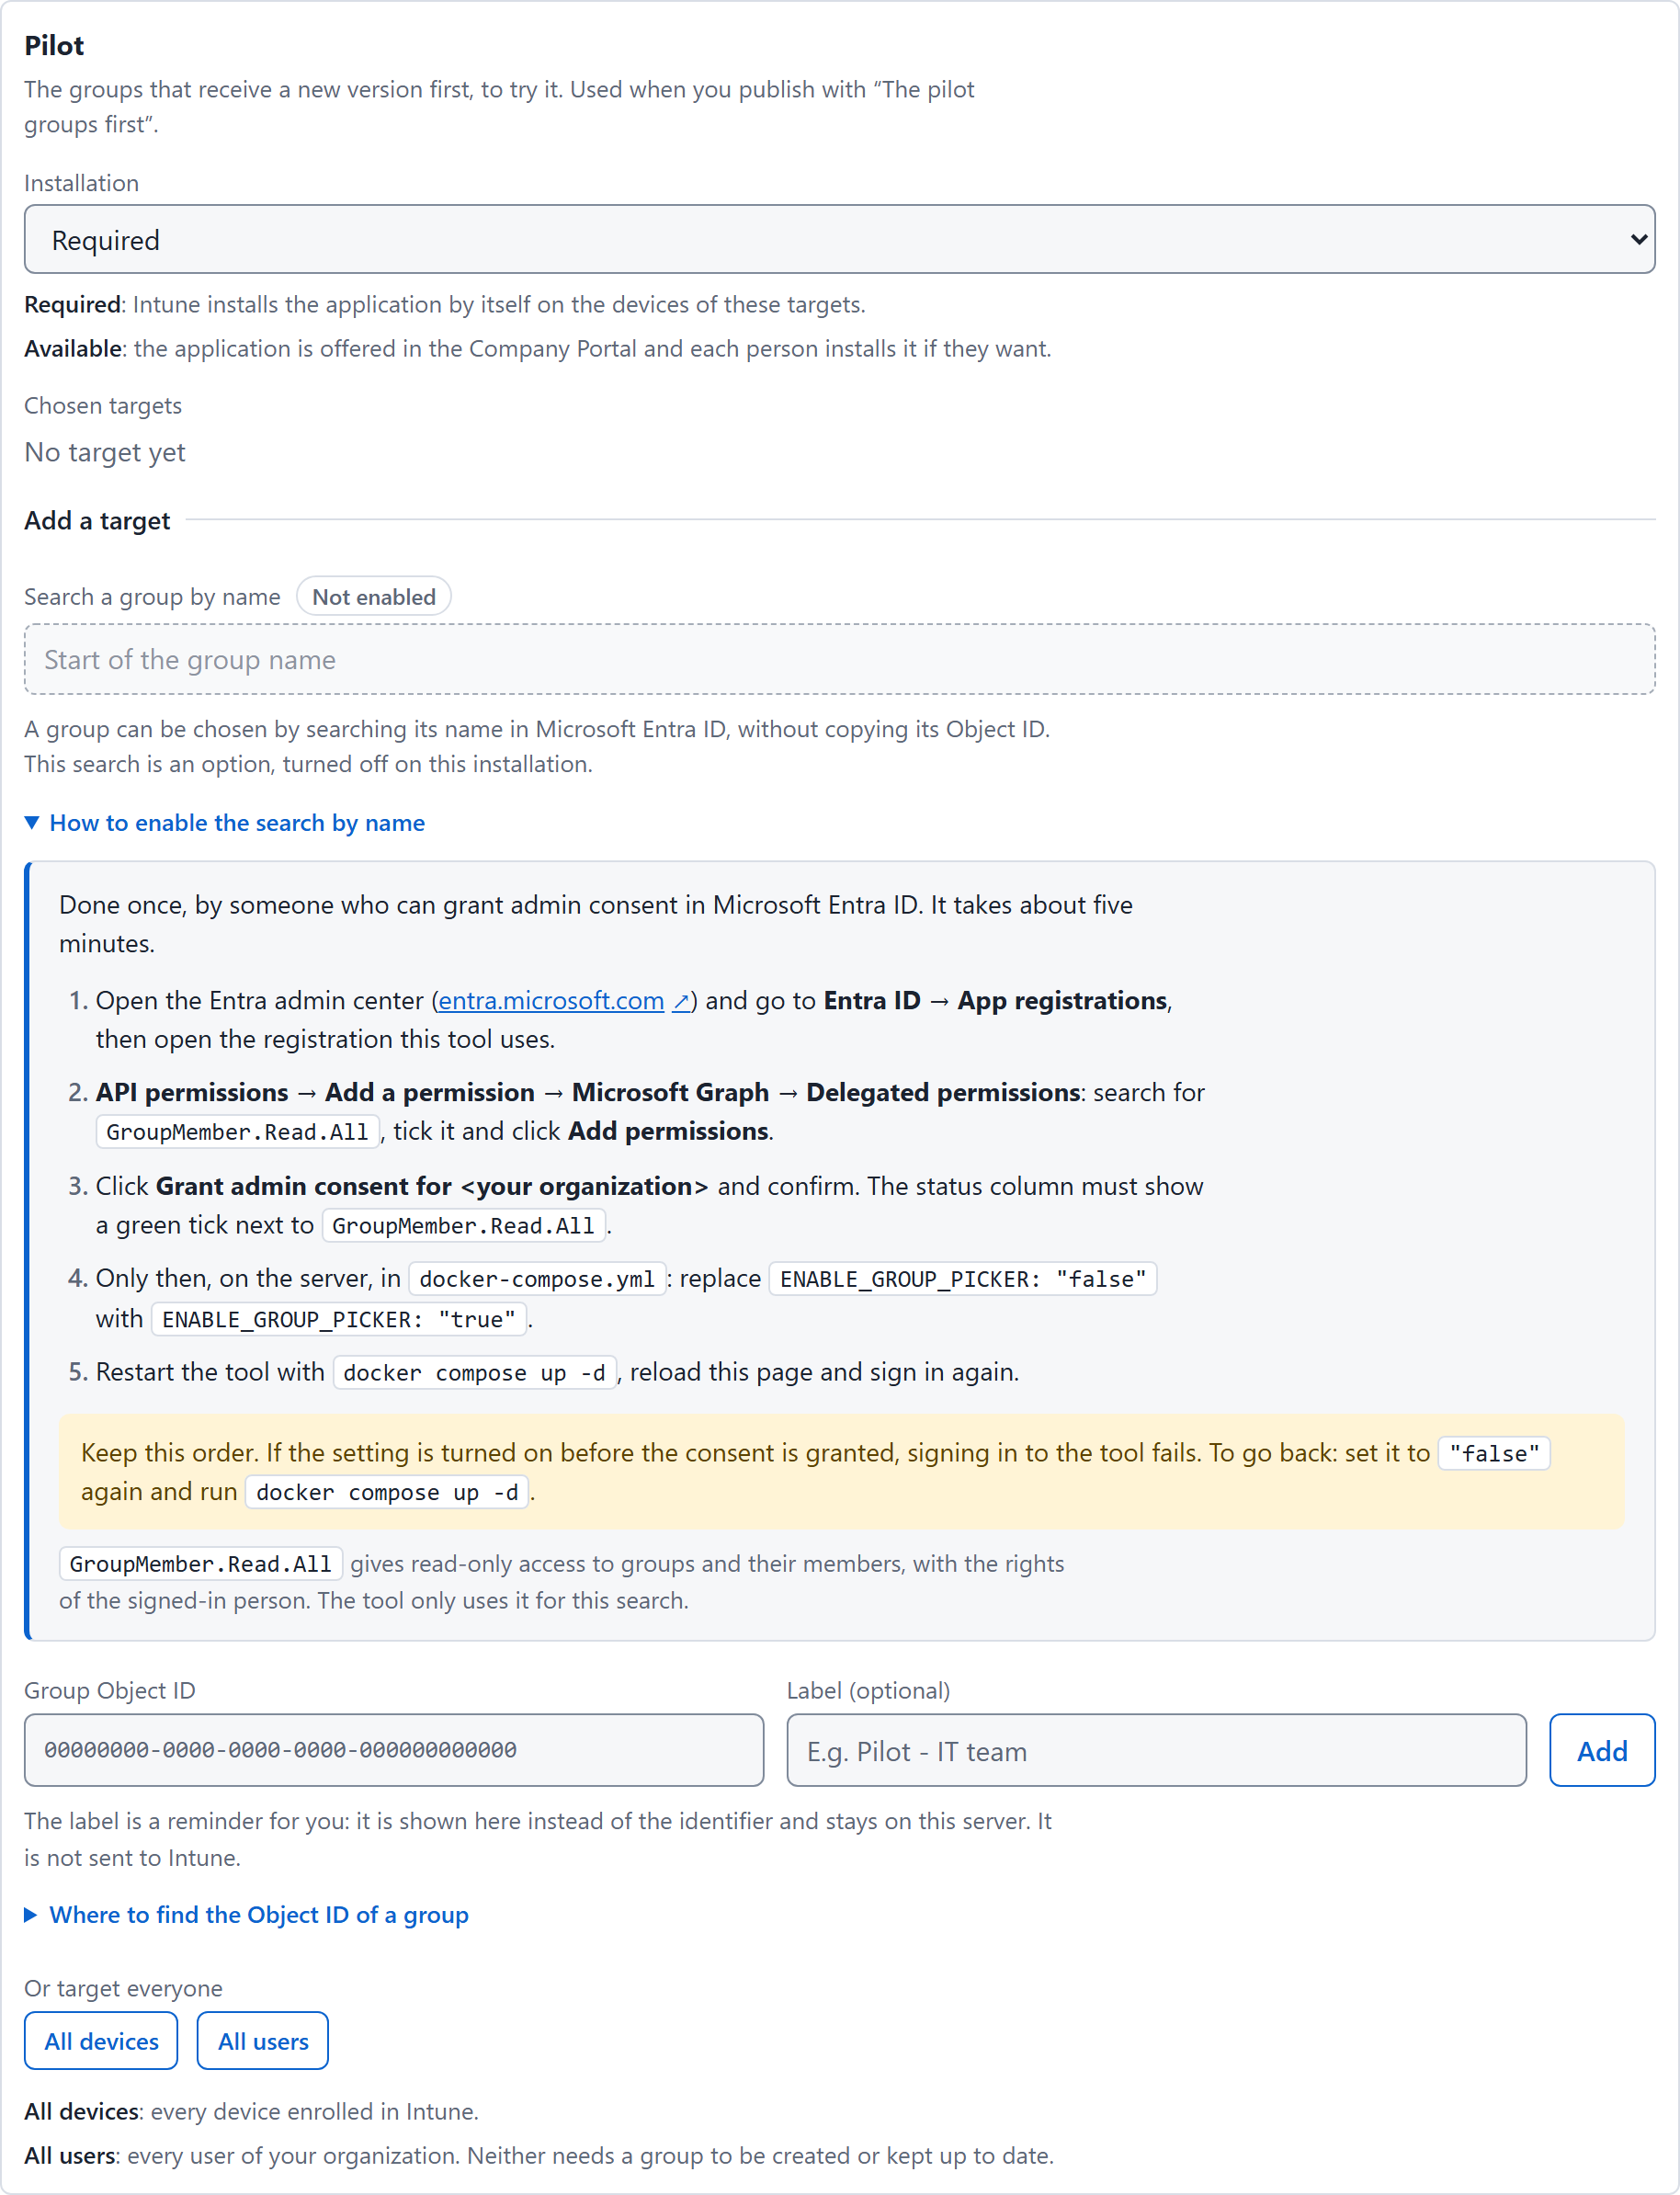 Pilot
The groups that receive a new version first, to try it. Used when you publish with “The pilot
groups first”.
Installation
Required
Required: Intune installs the application by itself on the devices of these targets.
Available: the application is offered in the Company Portal and each person installs it if they want.
Chosen targets
No target yet
Add a target
Search a group by name Not enabled
Start of the group name
A group can be chosen by searching its name in Microsoft Entra ID, without copying its Object ID.
This search is an option, turned off on this installation.
▼ How to enable the search by name
Done once, by someone who can grant admin consent in Microsoft Entra ID. It takes about five
minutes.
1. Open the Entra admin center (entra.microsoft.com ↗) and go to Entra ID → App registrations,
then open the registration this tool uses.
2. API permissions → Add a permission → Microsoft Graph → Delegated permissions: search for
GroupMember.Read.All, tick it and click Add permissions.
3. Click Grant admin consent for <your organization> and confirm. The status column must show
a green tick next to GroupMember.Read.All.
4. Only then, on the server, in docker-compose.yml: replace ENABLE_GROUP_PICKER: "false"
with ENABLE_GROUP_PICKER: "true".
5. Restart the tool with docker compose up -d, reload this page and sign in again.
Keep this order. If the setting is turned on before the consent is granted, signing in to the tool fails. To go back: set it to "false"
again and run docker compose up -d.
GroupMember.Read.All gives read-only access to groups and their members, with the rights
of the signed-in person. The tool only uses it for this search.
Group Object ID
00000000-0000-0000-0000-000000000000
Label (optional)
E.g. Pilot - IT team
Add
The label is a reminder for you: it is shown here instead of the identifier and stays on this server. It
is not sent to Intune.
▶ Where to find the Object ID of a group
Or target everyone
All devices All users
All devices: every device enrolled in Intune.
All users: every user of your organization. Neither needs a group to be created or kept up to date.